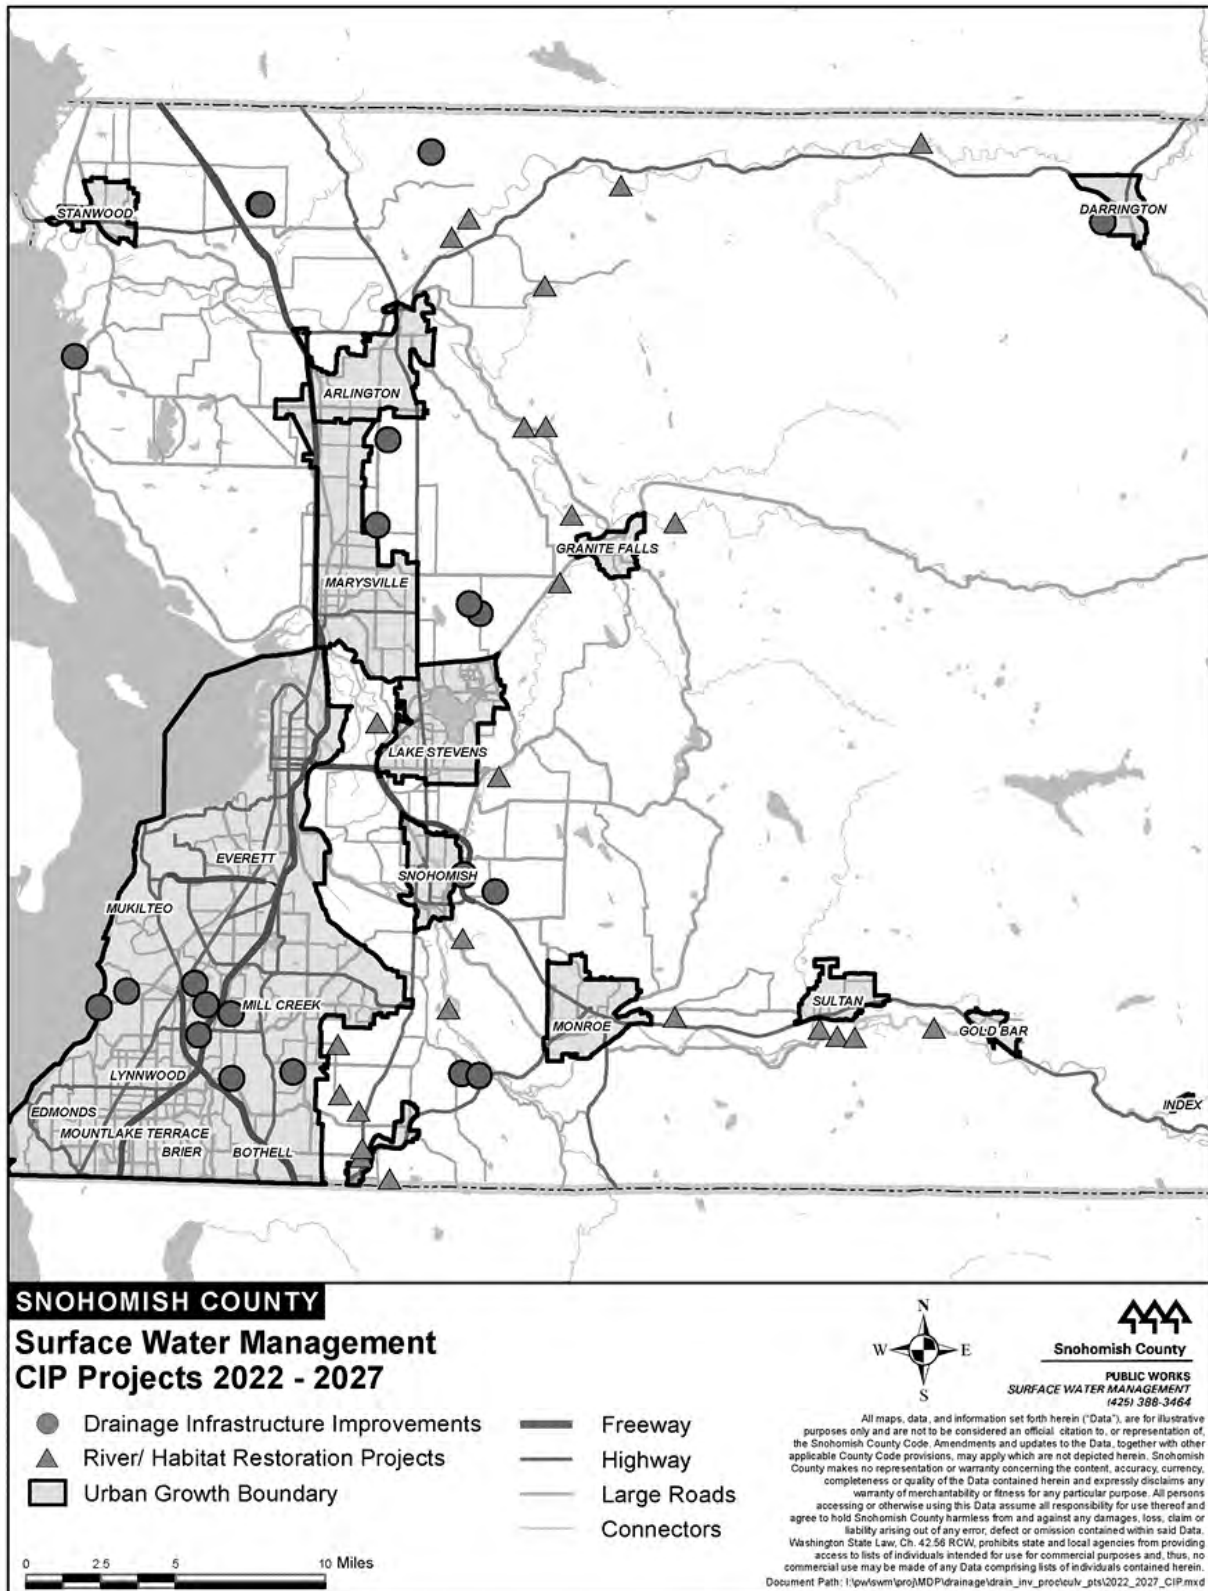 STANWOOD
DARRINGTON
ARLINGTON
GRANITE FALLS
MARYSVILLE
LAKE STEVENS
EVERETT
SNOHOMISH
MUKILTEO
MILL CREEK
SULTAN
MONROE
GOLD BAR
LYNNWOOD
INDEX
EDMONDS
MOUNTLAKE TERRACE
BRIER
BOTHELL
SNOHOMISH COUNTY
Surface Water Management
CIP Projects 2022 - 2027
Drainage Infrastructure Improvements
River/ Habitat Restoration Projects
Urban Growth Boundary
Freeway
Highway
Large Roads
Connectors
0 2.5 5 10 Miles
N
W E
S
Snohomish County
PUBLIC WORKS
SURFACE WATER MANAGEMENT
(425) 388-3464
All maps, data, and information set forth herein ("Data"), are for illustrative
purposes only and are not to be considered an official citation to, or representation of,
the Snohomish County Code. Amendments and updates to the Data, together with other
applicable County Code provisions, may apply which are not depicted herein. Snohomish
County makes no representation or warranty concerning the content, accuracy, currency,
completeness or quality of the Data contained herein and expressly disclaims any
warranty of merchantability or fitness for any particular purpose. All persons
accessing or otherwise using this Data assume all responsibility for use thereof and
agree to hold Snohomish County harmless from and against any damages, loss, claim or
liability arising out of any error, defect or omission contained within said Data.
Washington State Law, Ch. 42.56 RCW, prohibits state and local agencies from providing
access to lists of individuals intended for use for commercial purposes and, thus, no
commercial use may be made of any Data comprising lists of individuals contained herein.
Document Path: I:\pw\swm\proj\MDP\drainage\drain_inv_proc\culv_pts\2022_2027_CIP.mxd